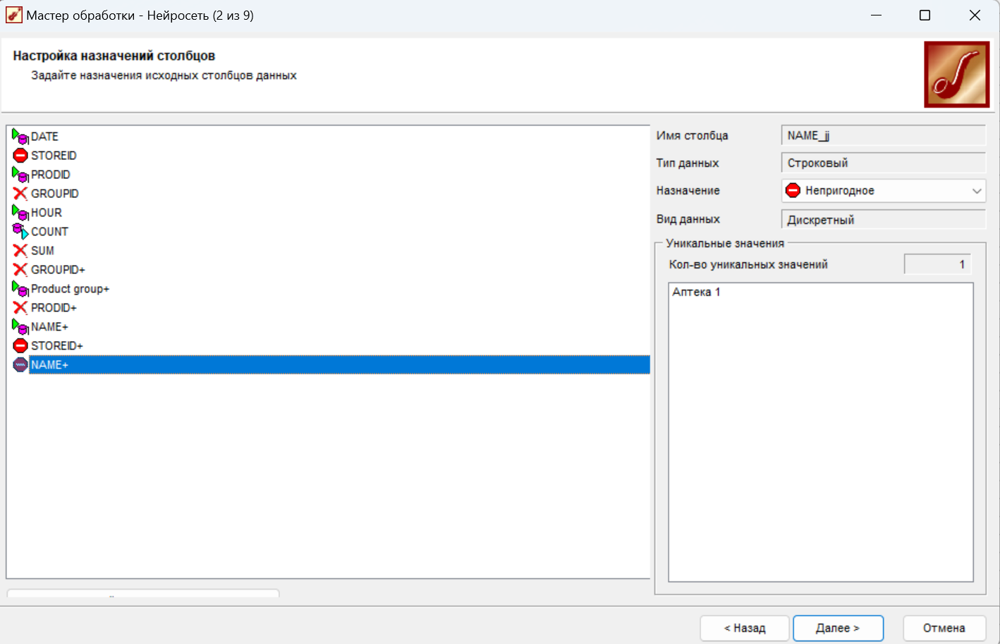 Мастер обработки - Нейросеть (2 из 9)
Настройка назначений столбцов
Задайте назначения исходных столбцов данных
DATE
STOREID
PRODID
GROUPID
HOUR
COUNT
SUM
GROUPID+
Product group+
PRODID+
NAME+
STOREID+
NAME+
Имя столбца
NAME_jj
Тип данных
Строковый
Назначение
Непригодное
Вид данных
Дискретный
Уникальные значения
Кол-во уникальных значений
1
Аптека 1
< Назад
Далее >
Отмена